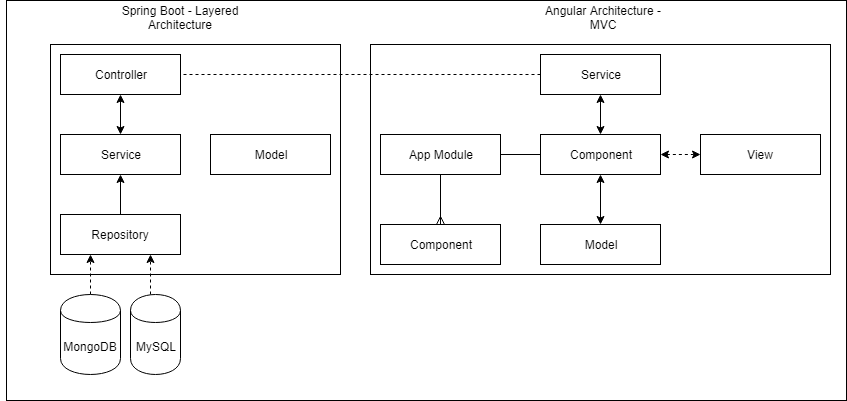 Spring Boot - Layered
Architecture
Angular Architecture -
MVC
Controller
Service
Model
Repository
MongoDB
MySQL
Service
App Module
Component
View
Component
Model